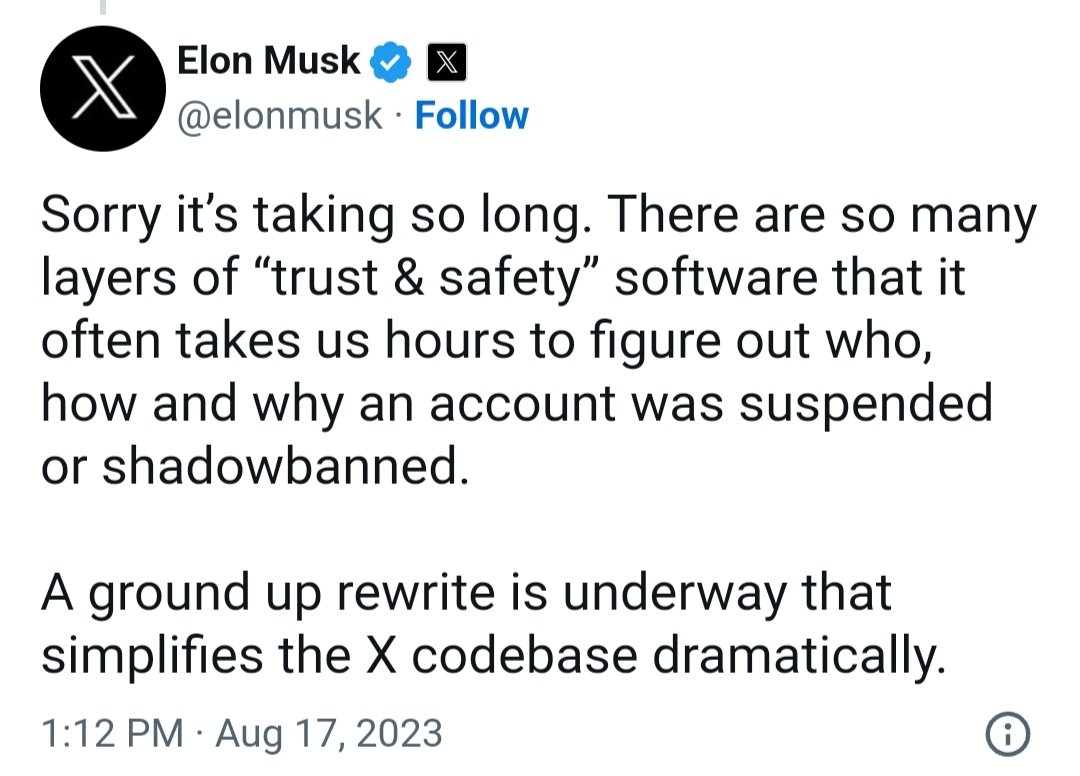 Elon Musk
@elonmusk · Follow
Sorry it’s taking so long. There are so many
layers of “trust & safety” software that it
often takes us hours to figure out who,
how and why an account was suspended
or shadowbanned.
A ground up rewrite is underway that
simplifies the X codebase dramatically.
1:12 PM · Aug 17, 2023